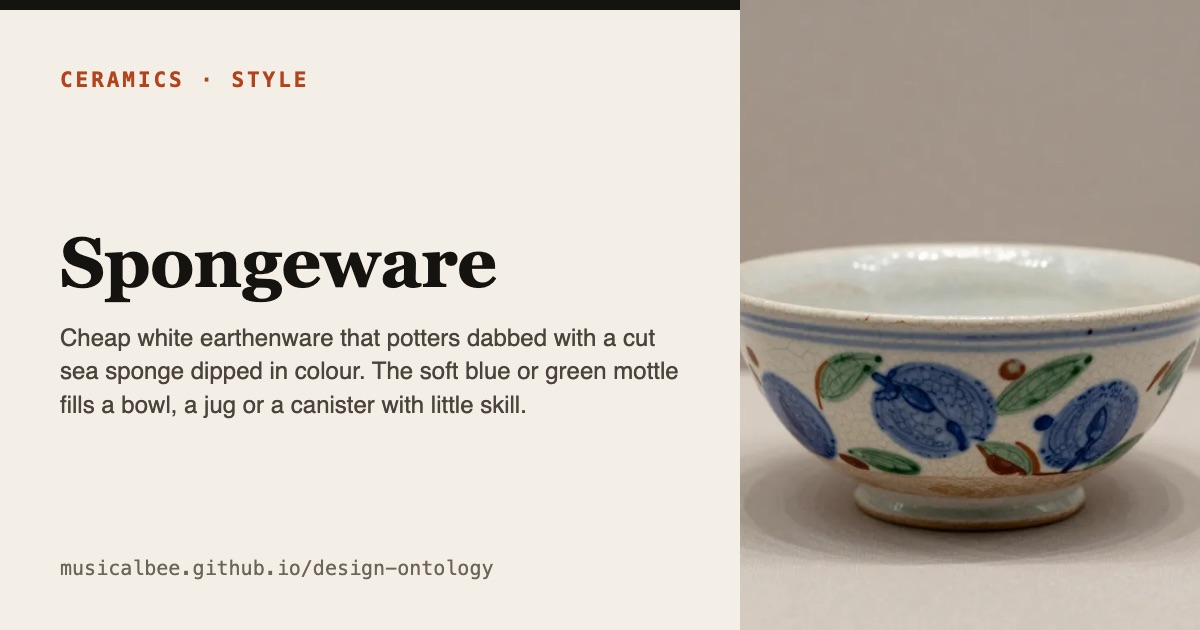 CERAMICS · STYLE
Spongeware
Cheap white earthenware that potters dabbed with a cut
sea sponge dipped in colour. The soft blue or green mottle
fills a bowl, a jug or a canister with little skill.
musicalbee.github.io/design-ontology